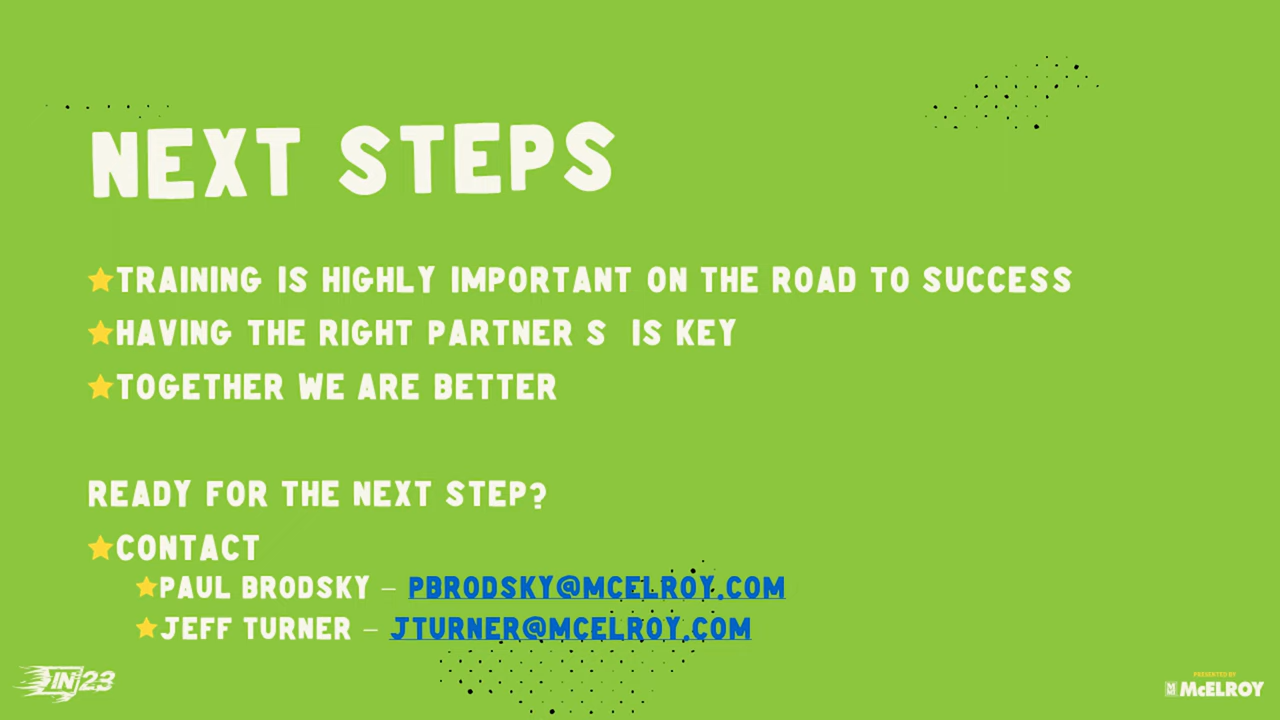 NEXT STEPS
TRAINING IS HIGHLY IMPORTANT ON THE ROAD TO SUCCESS
HAVING THE RIGHT PARTNER S IS KEY
TOGETHER WE ARE BETTER
READY FOR THE NEXT STEP?
CONTACT
PAUL BRODSKY – PBRODSKY@MCELROY.COM
JEFF TURNER – JTURNER@MCELROY.COM
IN23
PRESENTED BY
McELROY